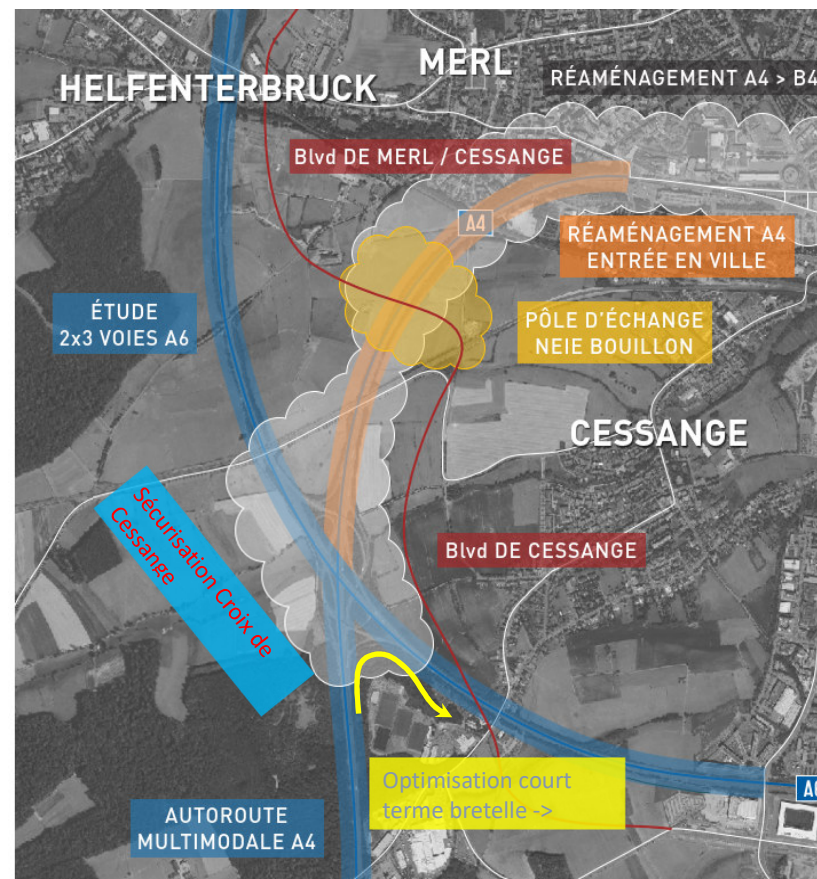 MERL
HELFENTERBRUCK
RÉAMÉNAGEMENT A4 > B4
Blvd DE MERL / CESSANGE
A4
RÉAMÉNAGEMENT A4
ENTRÉE EN VILLE
ÉTUDE
2x3 VOIES A6
PÔLE D'ÉCHANGE
NEIE BOUILLON
CESSANGE
Sécurisation Croix de
Cessange
Blvd DE CESSANGE
Optimisation court
terme bretelle ->
A6
AUTOROUTE
MULTIMODALE A4